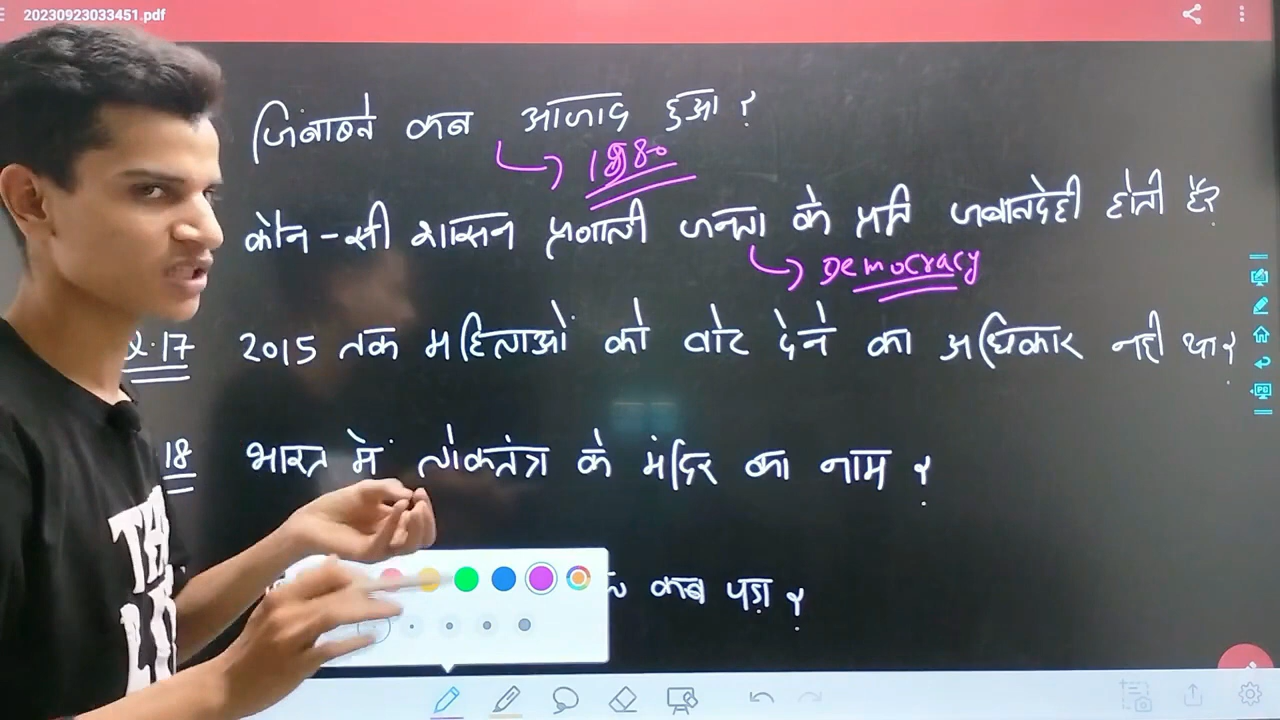 20230923033451.pdf
जिंबाब्वे कब आजाद हुआ ?
1980
कौन-सी शासन प्रणाली जनता के प्रति जवाबदेही होती है?
Democracy
Q.17 2015 तक महिलाओं को वोट देने का अधिकार नहीं था ?
18 भारत में लोकतंत्र के मंदिर का नाम ?
कब पड़ा ?